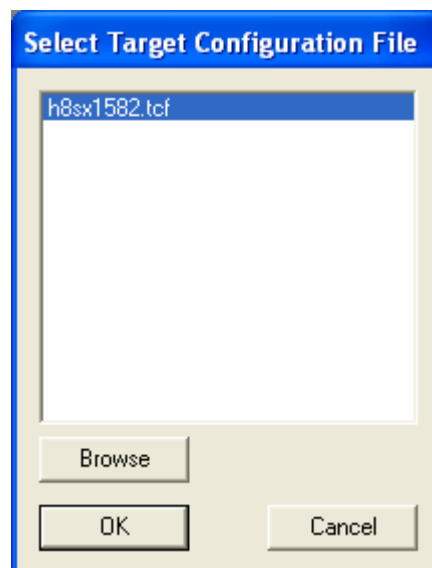 Select Target Configuration File
h8sx1582.tcf
Browse
OK
Cancel